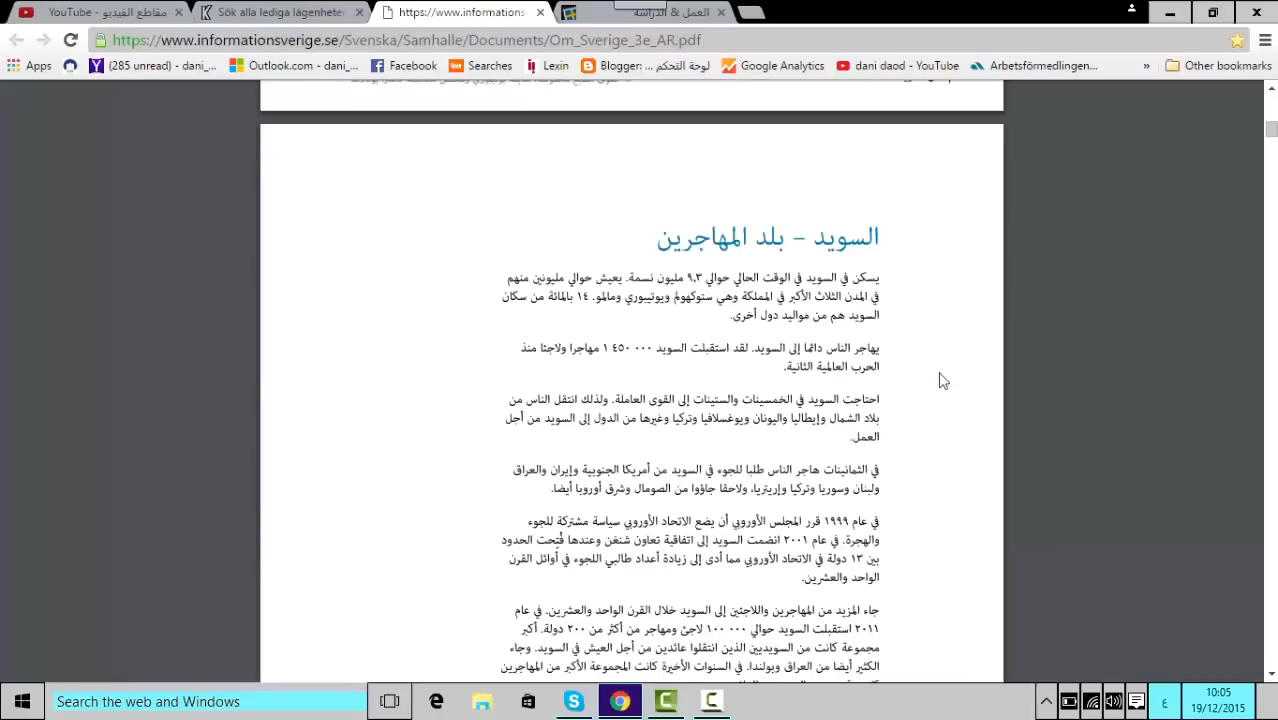 YouTube - مقاطع الفيديو
Sök alla lediga lägenheter
https://www.informations
العمل & الدراسة
https://www.informationsverige.se/Svenska/Samhalle/Documents/Om_Sverige_3e_AR.pdf
Apps (285 unread) - dani_... Outlook.com - dani_... Facebook Searches Lexin Blogger: لوحة التحكم Google Analytics dani daod - YouTube Arbetsförmedlingen... » Other bookmarks
السويد – بلد المهاجرين
يسكن في السويد في الوقت الحالي حوالي ٩,٣ مليون نسمة. يعيش حوالي مليونين منهم
في المدن الثلاث الأكبر في المملكة وهي ستوكهولم ويوتيبوري ومالمو. ١٤ بالمائة من سكان
السويد هم من مواليد دول أخرى.
يهاجر الناس دائما إلى السويد. لقد استقبلت السويد ٠٠٠ ٤٥٠ ١ مهاجرا ولاجئا منذ
الحرب العالمية الثانية.
احتاجت السويد في الخمسينات والستينات إلى القوى العاملة. ولذلك انتقل الناس من
بلاد الشمال وإيطاليا واليونان ويوغسلافيا وتركيا وغيرها من الدول إلى السويد من أجل
العمل.
في الثمانينات هاجر الناس طلبا للجوء في السويد من أمريكا الجنوبية وإيران والعراق
ولبنان وسوريا وتركيا وإريتريا، ولاحقا جاؤوا من الصومال وشرق أوروبا أيضا.
في عام ١٩٩٩ قرر المجلس الأوروبي أن يضع الاتحاد الأوروبي سياسة مشتركة للجوء
والهجرة. في عام ٢٠٠١ انضمت السويد إلى اتفاقية تعاون شنغن وعندها فُتِحت الحدود
بين ١٣ دولة في الاتحاد الأوروبي مما أدى إلى زيادة أعداد طالبي اللجوء في أوائل القرن
الواحد والعشرين.
جاء المزيد من المهاجرين واللاجئين إلى السويد خلال القرن الواحد والعشرين. في عام
٢٠١١ استقبلت السويد حوالي ٠٠٠ ١٠٠ لاجئ ومهاجر من أكثر من ٢٠٠ دولة. أكبر
مجموعة كانت من السويديين الذين انتقلوا عائدين من أجل العيش في السويد. وجاء
الكثير أيضا من العراق وبولندا. في السنوات الأخيرة كانت المجموعة الأكبر من المهاجرين
Search the web and Windows
ع
10:05
19/12/2015